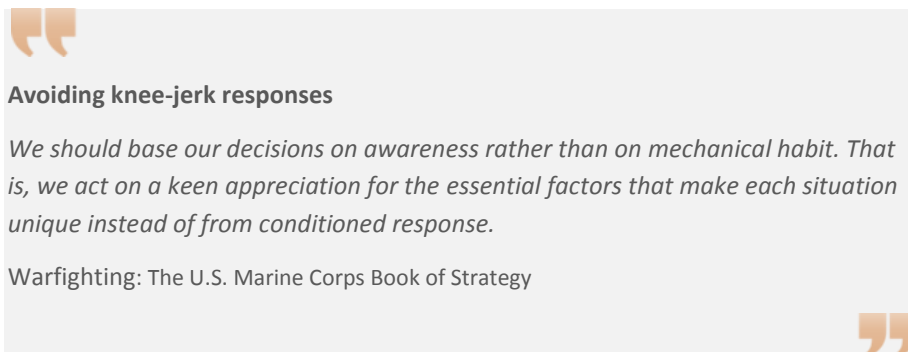 Avoiding knee-jerk responses
We should base our decisions on awareness rather than on mechanical habit. That
is, we act on a keen appreciation for the essential factors that make each situation
unique instead of from conditioned response.
Warfighting: The U.S. Marine Corps Book of Strategy